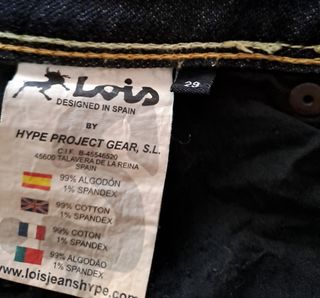 Lois
29
DESIGNED IN SPAIN
BY
HYPE PROJECT GEAR, S.L.
C.I.F. B-45546520
45600 TALAVERA DE LA REINA
SPAIN
99% ALGODÓN
1% SPANDEX
99% COTTON
1% SPANDEX
99% COTON
1% SPANDEX
99% ALGODÃO
1% SPANDEX
www.loisjeanshype.com